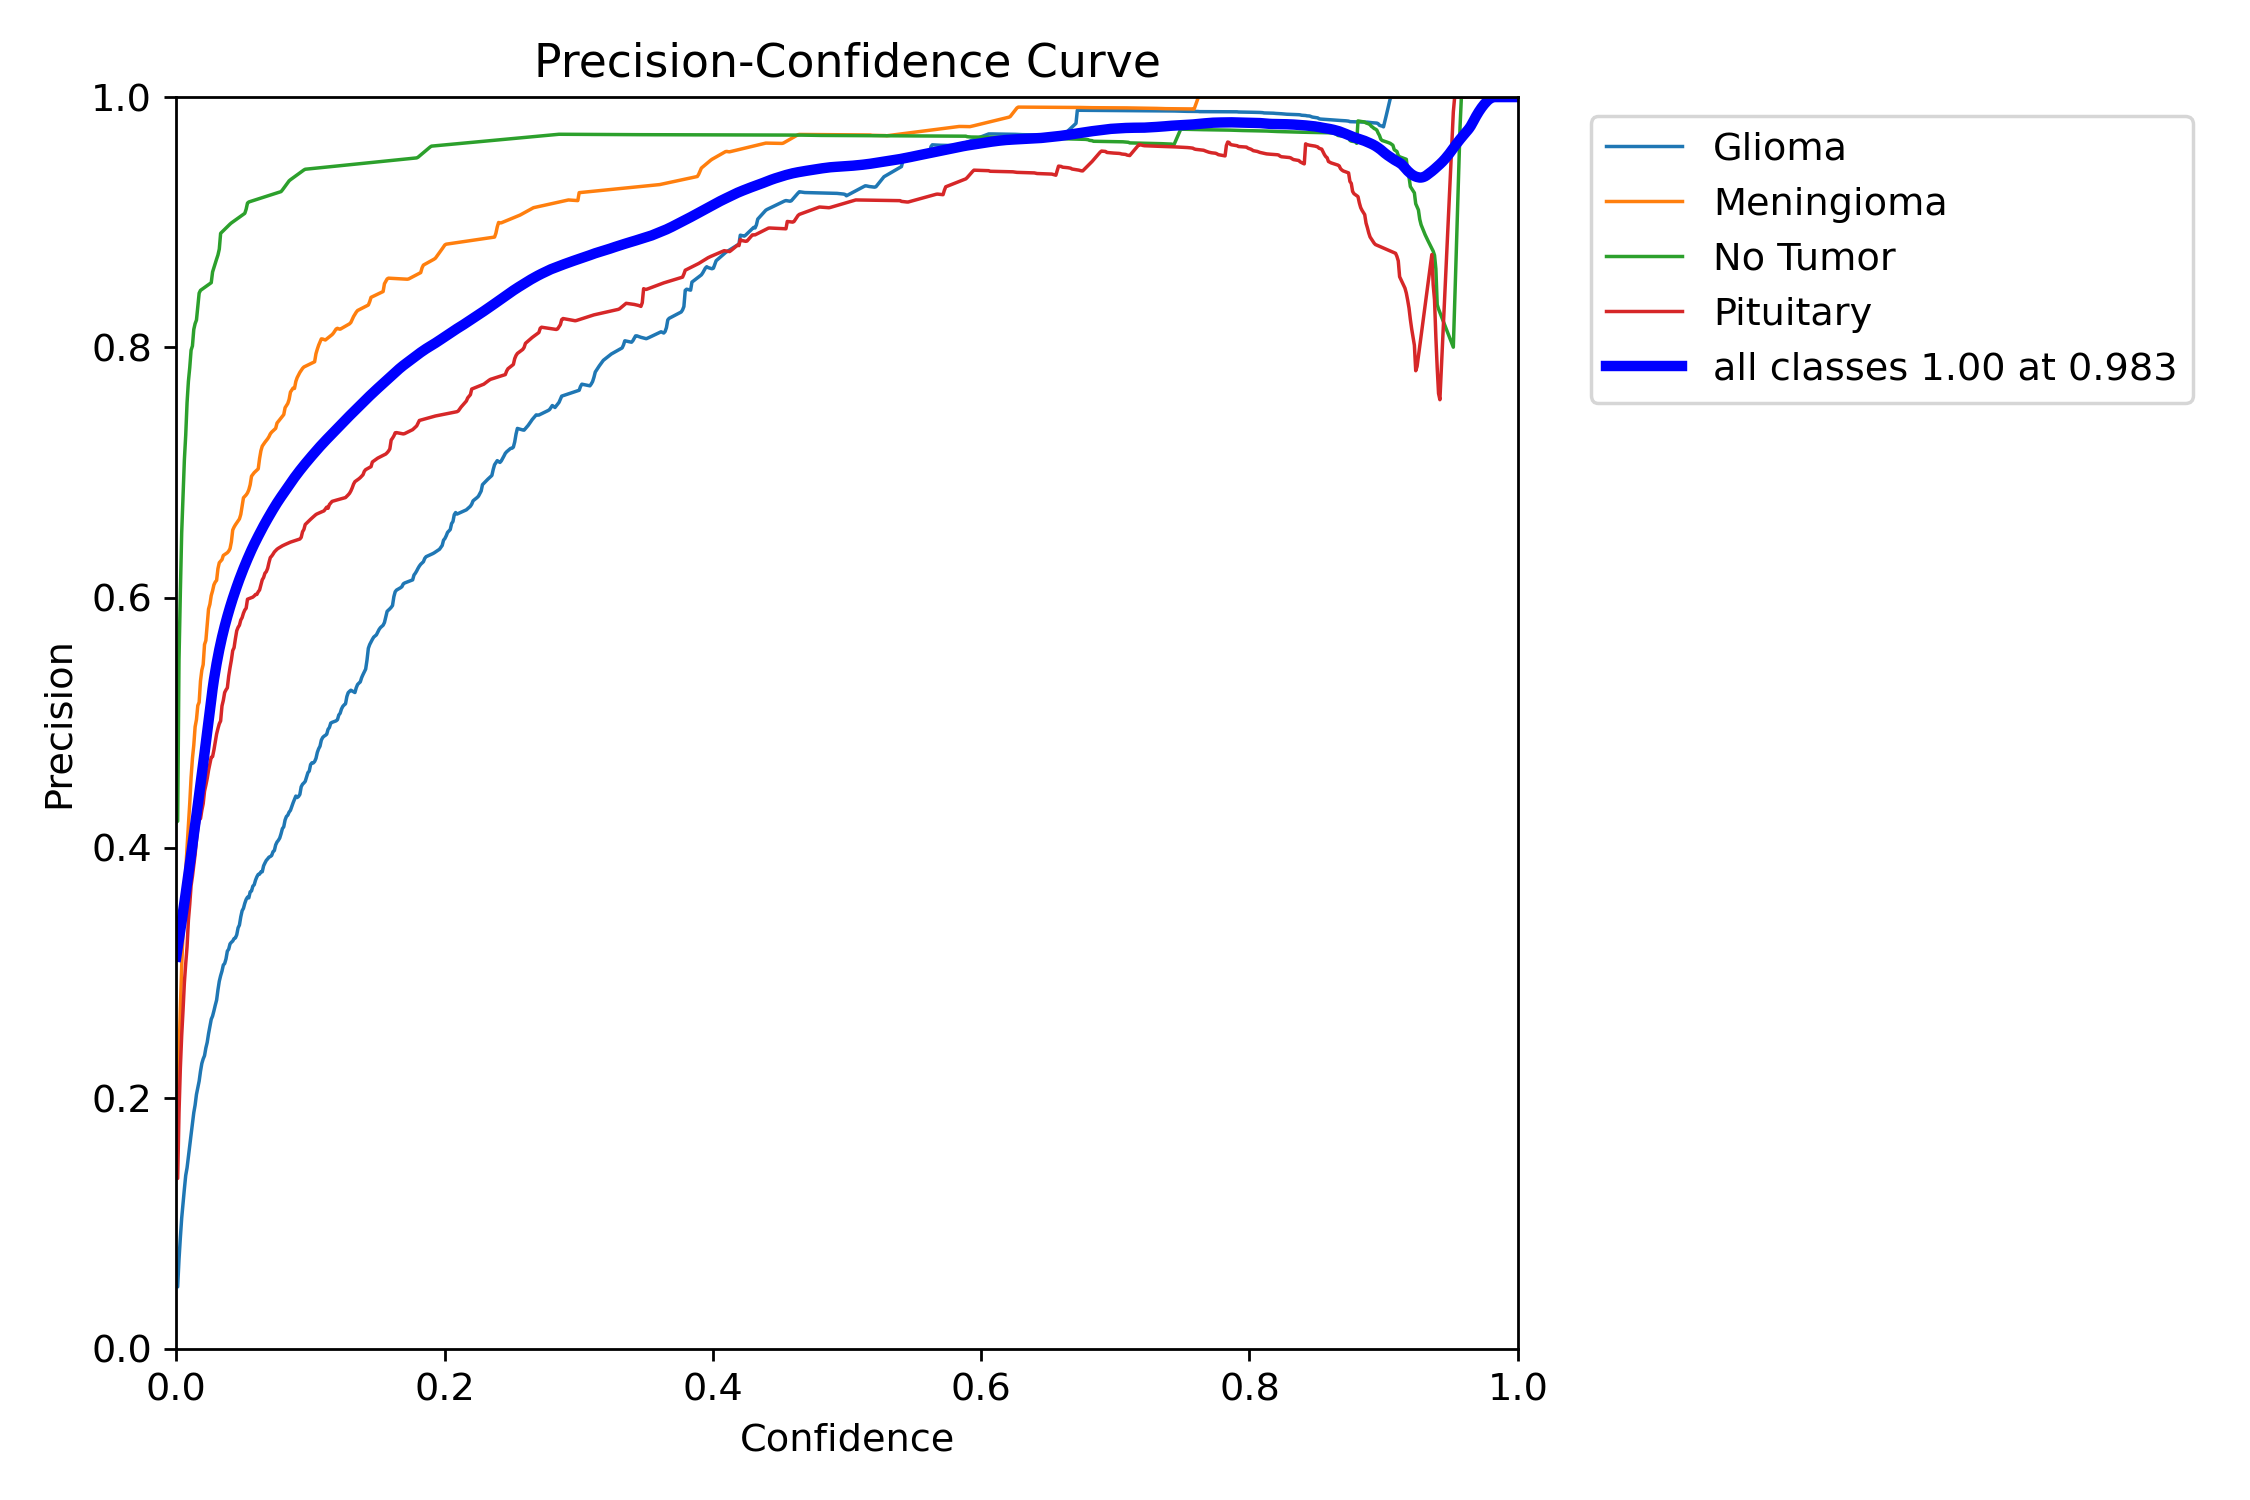 Precision-Confidence Curve
1.0
0.8
0.6
0.4
0.2
0.0
Precision
0.0 0.2 0.4 0.6 0.8 1.0
Confidence
Glioma
Meningioma
No Tumor
Pituitary
all classes 1.00 at 0.983